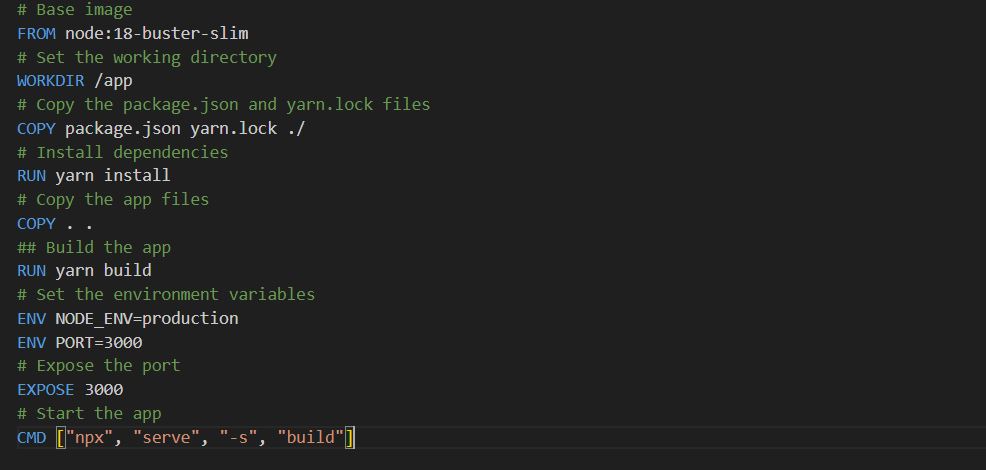 # Base image
FROM node:18-buster-slim
# Set the working directory
WORKDIR /app
# Copy the package.json and yarn.lock files
COPY package.json yarn.lock ./
# Install dependencies
RUN yarn install
# Copy the app files
COPY . .
## Build the app
RUN yarn build
# Set the environment variables
ENV NODE_ENV=production
ENV PORT=3000
# Expose the port
EXPOSE 3000
# Start the app
CMD ["npx", "serve", "-s", "build"]